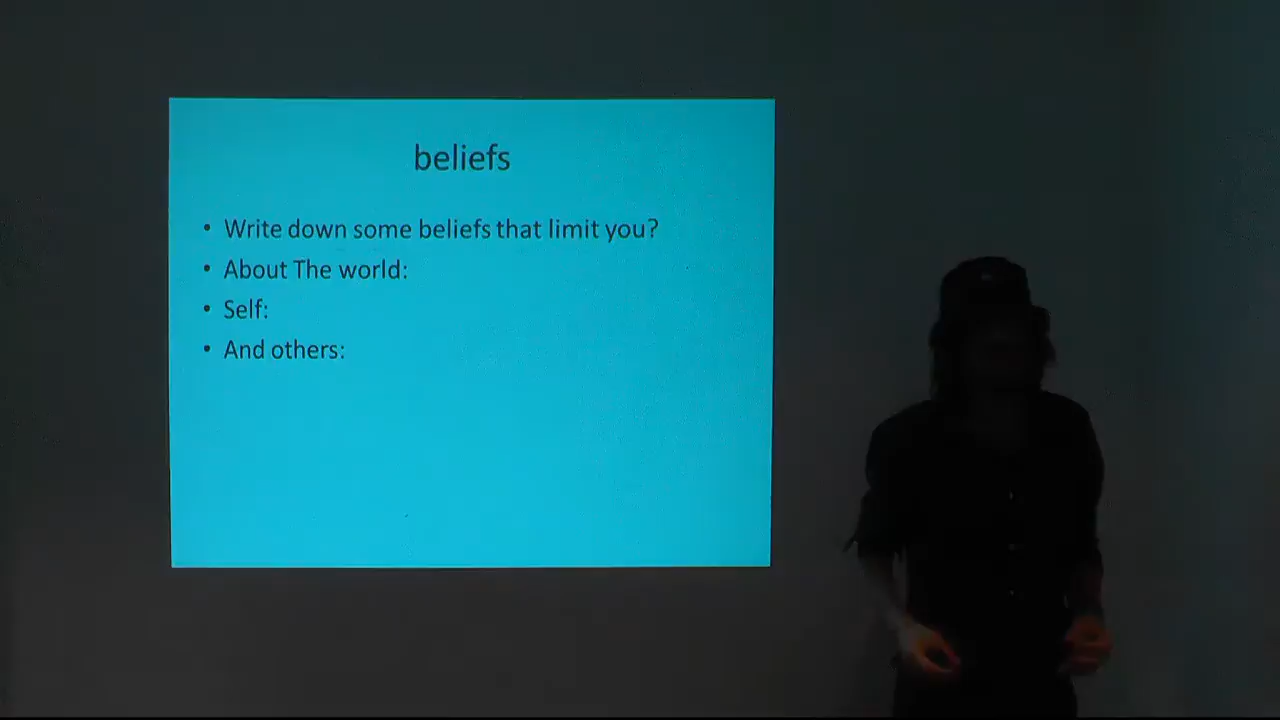 beliefs
• Write down some beliefs that limit you?
• About The world:
• Self:
• And others: